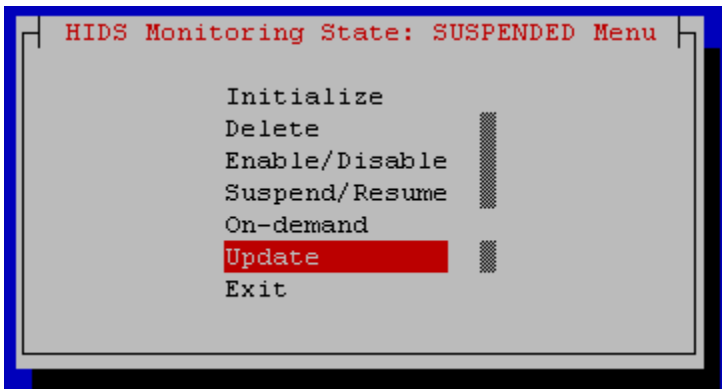 HIDS Monitoring State: SUSPENDED Menu
Initialize
Delete
Enable/Disable
Suspend/Resume
On-demand
Update
Exit